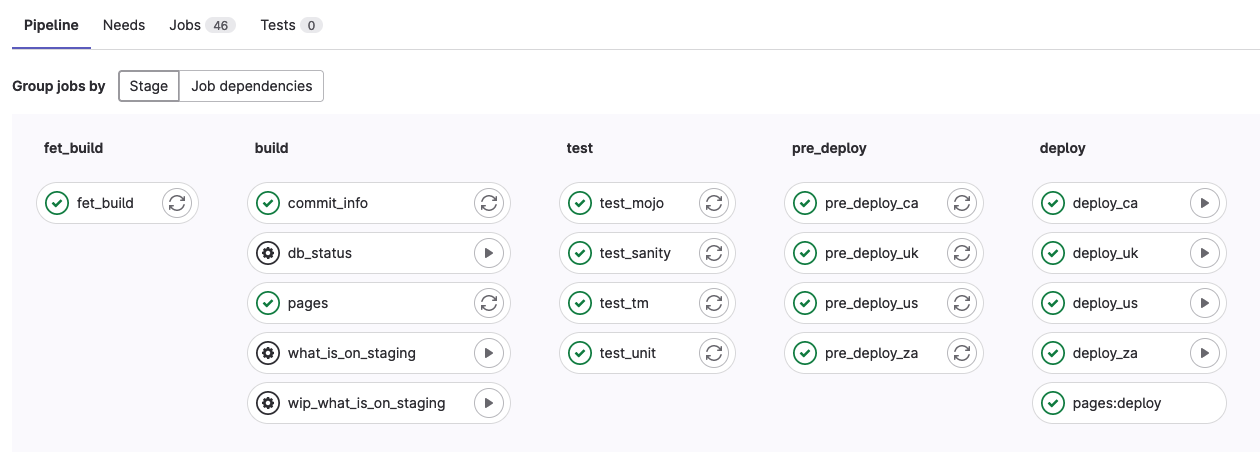 Pipeline Needs Jobs 46 Tests 0
Group jobs by Stage Job dependencies
fet_build build test pre_deploy deploy
fet_build commit_info test_mojo pre_deploy_ca deploy_ca
db_status test_sanity pre_deploy_uk deploy_uk
pages test_tm pre_deploy_us deploy_us
what_is_on_staging test_unit pre_deploy_za deploy_za
wip_what_is_on_staging pages:deploy